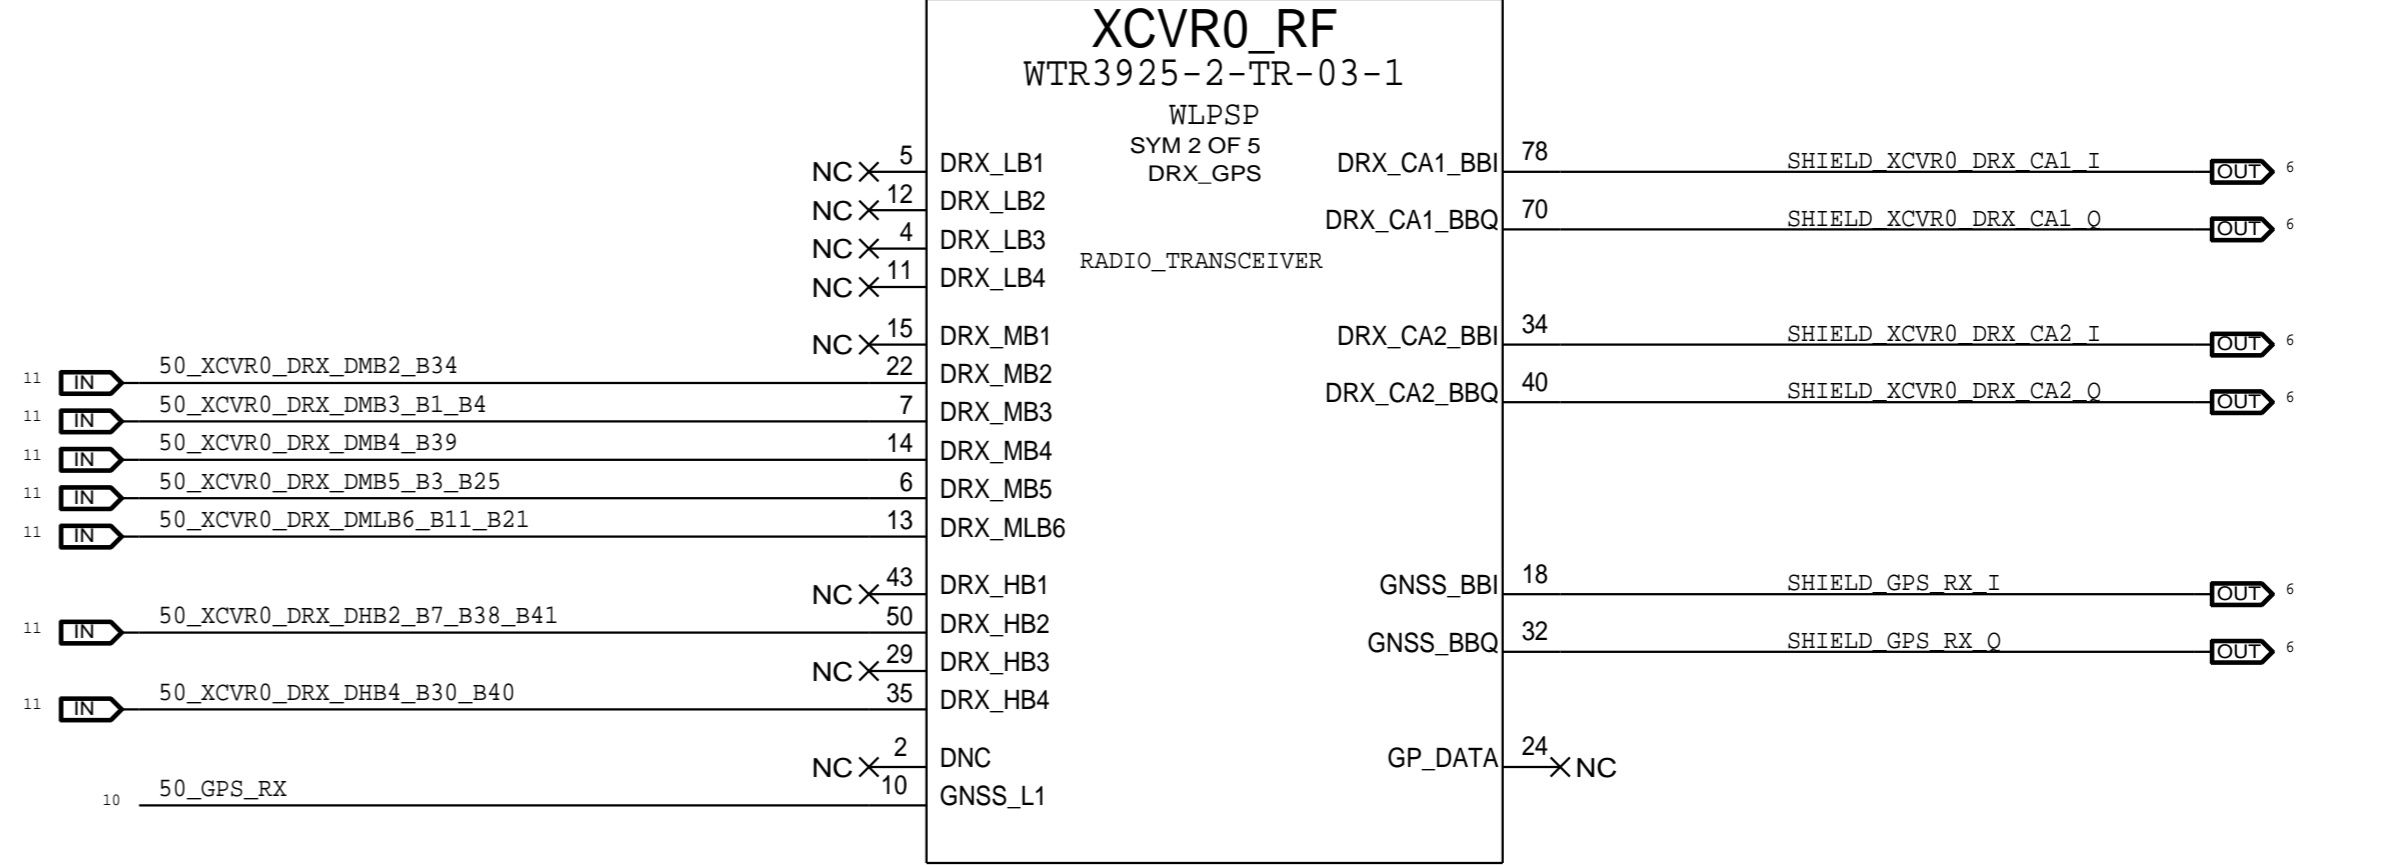 XCVR0_RF
WTR3925-2-TR-03-1
WLPSP
SYM 2 OF 5
DRX_GPS
RADIO_TRANSCEIVER
NC 5 DRX_LB1
NC 12 DRX_LB2
NC 4 DRX_LB3
NC 11 DRX_LB4
NC 15 DRX_MB1
11 IN 50_XCVR0_DRX_DMB2_B34 22 DRX_MB2
11 IN 50_XCVR0_DRX_DMB3_B1_B4 7 DRX_MB3
11 IN 50_XCVR0_DRX_DMB4_B39 14 DRX_MB4
11 IN 50_XCVR0_DRX_DMB5_B3_B25 6 DRX_MB5
11 IN 50_XCVR0_DRX_DMLB6_B11_B21 13 DRX_MLB6
NC 43 DRX_HB1
11 IN 50_XCVR0_DRX_DHB2_B7_B38_B41 50 DRX_HB2
NC 29 DRX_HB3
11 IN 50_XCVR0_DRX_DHB4_B30_B40 35 DRX_HB4
NC 2 DNC
10 50_GPS_RX 10 GNSS_L1
DRX_CA1_BBI 78 SHIELD_XCVR0_DRX_CA1_I OUT 6
DRX_CA1_BBQ 70 SHIELD_XCVR0_DRX_CA1_Q OUT 6
DRX_CA2_BBI 34 SHIELD_XCVR0_DRX_CA2_I OUT 6
DRX_CA2_BBQ 40 SHIELD_XCVR0_DRX_CA2_Q OUT 6
GNSS_BBI 18 SHIELD_GPS_RX_I OUT 6
GNSS_BBQ 32 SHIELD_GPS_RX_Q OUT 6
GP_DATA 24 NC